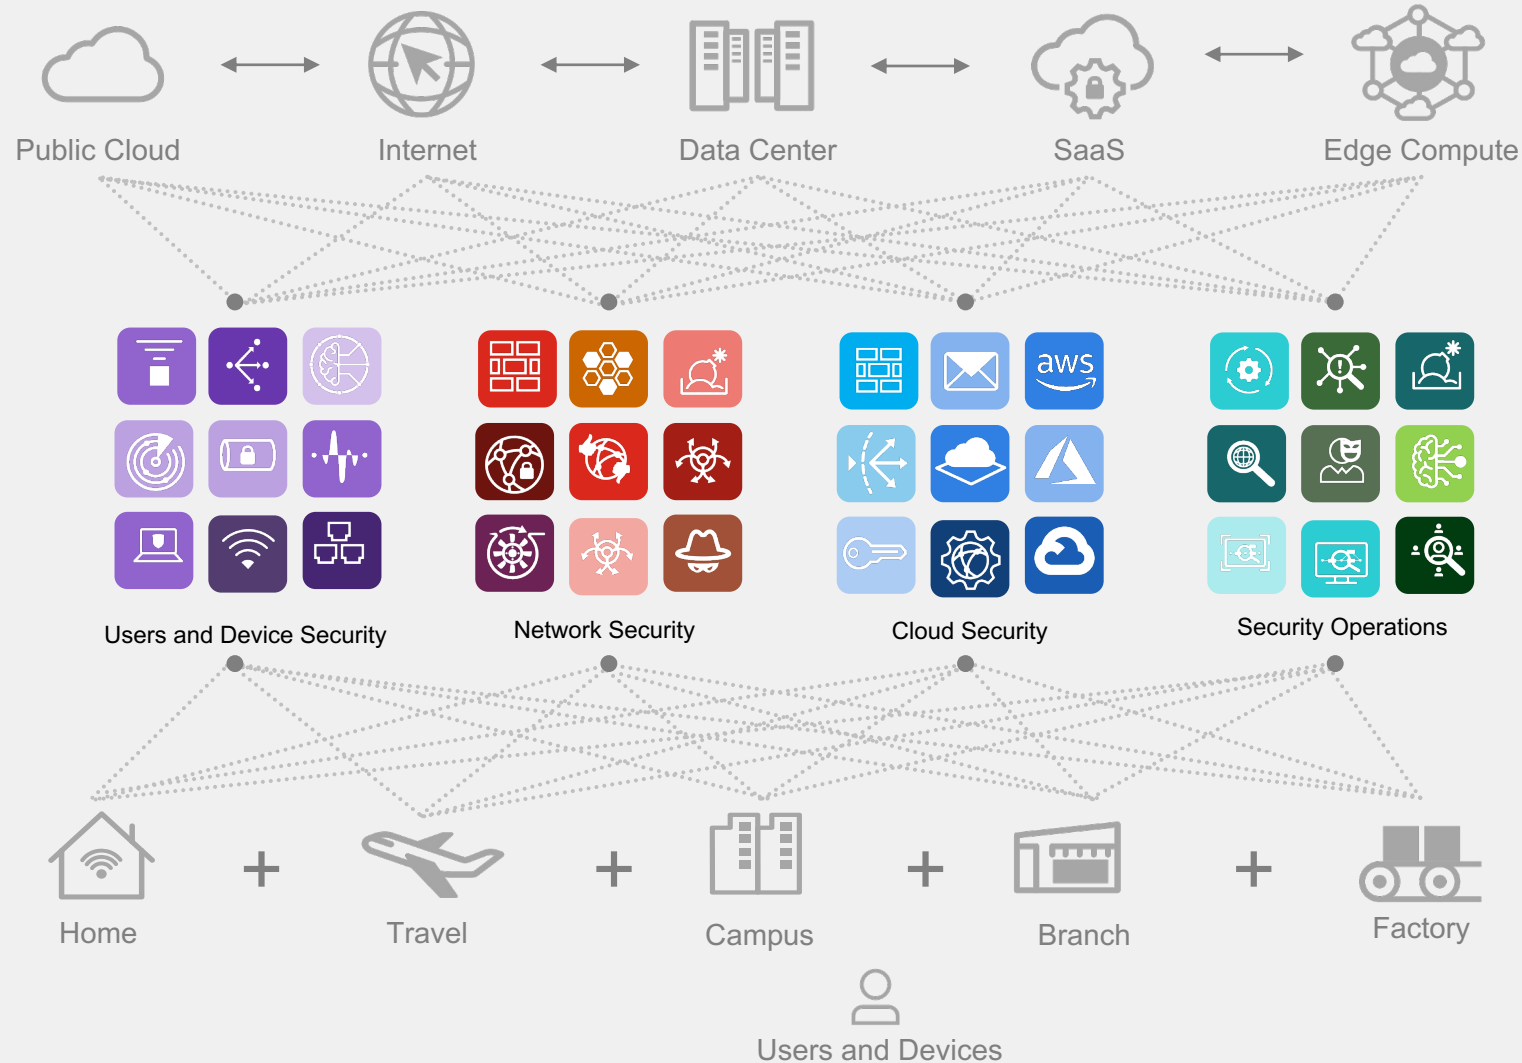 Public Cloud
Internet
Data Center
SaaS
Edge Compute
aws
Users and Device Security
Network Security
Cloud Security
Security Operations
Home
Travel
Campus
Branch
Factory
Users and Devices